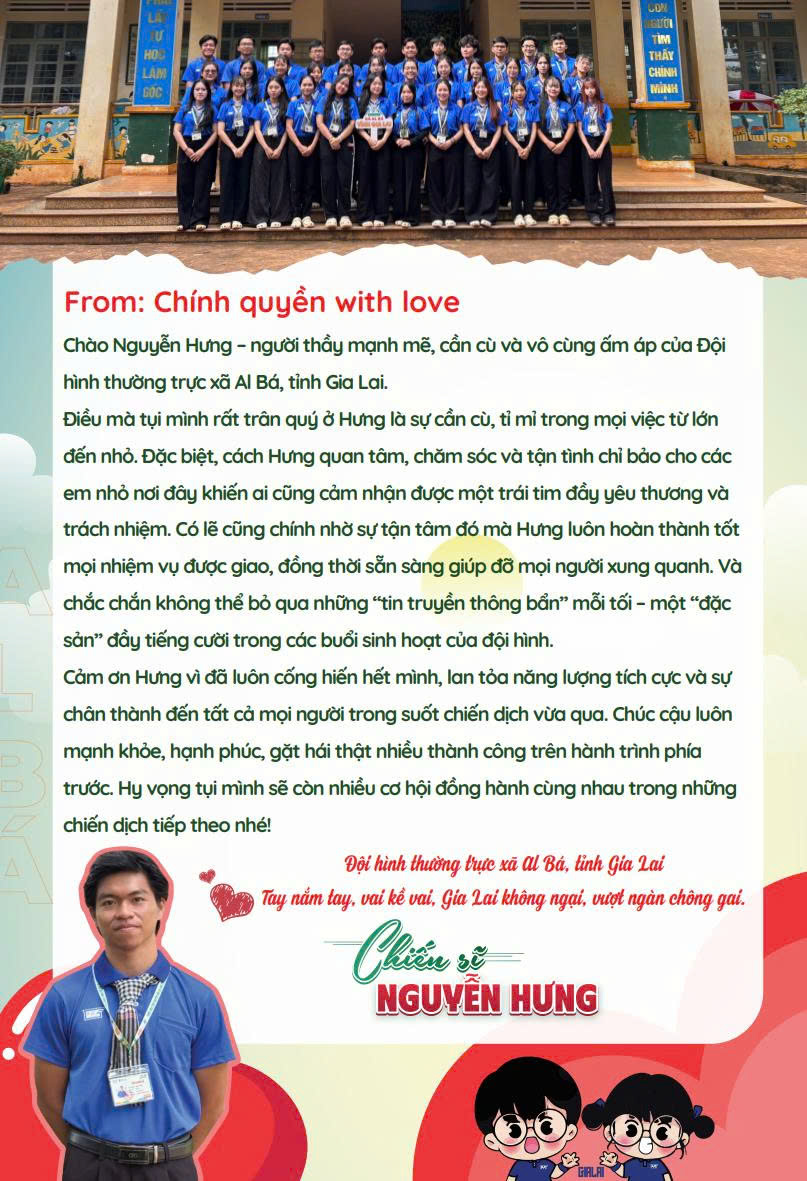 PHẢI
LẤY
TỰ
HỌC
LÀM
GỐC
CON
NGƯỜI
TÌM
THẤY
CHÍNH
MÌNH
From: Chính quyền with love
Chào Nguyễn Hưng – người thầy mạnh mẽ, cần cù và vô cùng ấm áp của Đội
hình thường trực xã Al Bá, tỉnh Gia Lai.
Điều mà tụi mình rất trân quý ở Hưng là sự cần cù, tỉ mỉ trong mọi việc từ lớn
đến nhỏ. Đặc biệt, cách Hưng quan tâm, chăm sóc và tận tình chỉ bảo cho các
em nhỏ nơi đây khiến ai cũng cảm nhận được một trái tim đầy yêu thương và
trách nhiệm. Có lẽ cũng chính nhờ sự tận tâm đó mà Hưng luôn hoàn thành tốt
mọi nhiệm vụ được giao, đồng thời sẵn sàng giúp đỡ mọi người xung quanh. Và
chắc chắn không thể bỏ qua những “tin truyền thông bẩn” mỗi tối – một “đặc
sản” đầy tiếng cười trong các buổi sinh hoạt của đội hình.
Cảm ơn Hưng vì đã luôn cống hiến hết mình, lan tỏa năng lượng tích cực và sự
chân thành đến tất cả mọi người trong suốt chiến dịch vừa qua. Chúc cậu luôn
mạnh khỏe, hạnh phúc, gặt hái thật nhiều thành công trên hành trình phía
trước. Hy vọng tụi mình sẽ còn nhiều cơ hội đồng hành cùng nhau trong những
chiến dịch tiếp theo nhé!
AL BÁ
Đội hình thường trực xã Al Bá, tỉnh Gia Lai
Tay nắm tay, vai kề vai, Gia Lai không ngại, vượt ngàn chông gai.
Chiến sĩ
NGUYỄN HƯNG
GIALAI